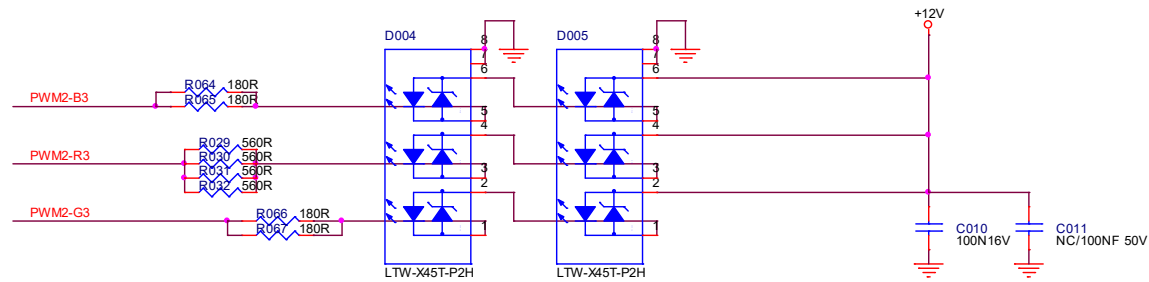 +12V
D004
D005
8
7
6
8
7
6
R064 180R
R065 180R
PWM2-B3
5
4
5
4
R029 560R
R030 560R
R031 560R
R032 560R
PWM2-R3
3
2
3
2
R066 180R
R067 180R
PWM2-G3
1
1
C010
100N16V
C011
NC/100NF 50V
LTW-X45T-P2H
LTW-X45T-P2H